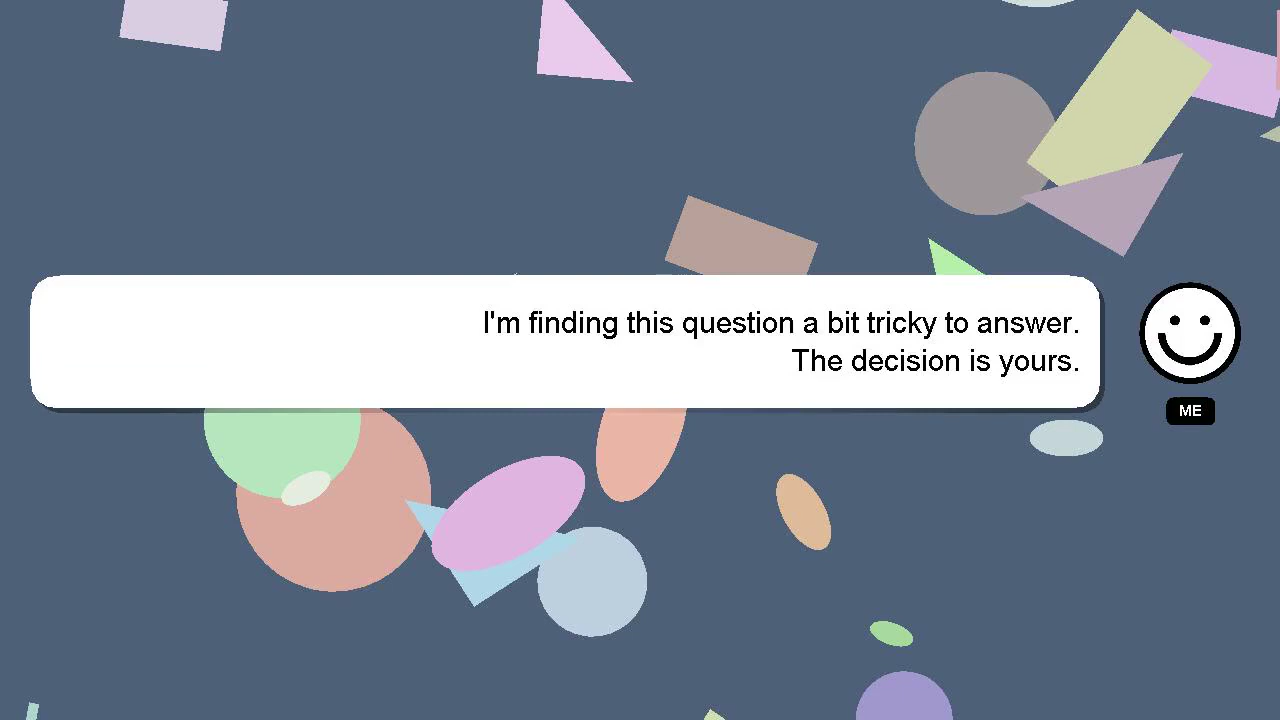 I'm finding this question a bit tricky to answer.
The decision is yours.
ME